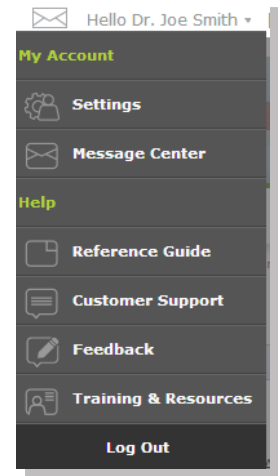 Hello Dr. Joe Smith
My Account
Settings
Message Center
Help
Reference Guide
Customer Support
Feedback
Training & Resources
Log Out